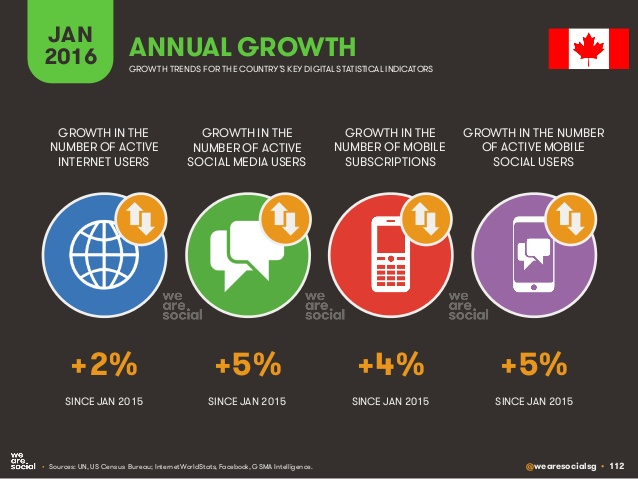 JAN
2016
ANNUAL GROWTH
GROWTH TRENDS FOR THE COUNTRY'S KEY DIGITAL STATISTICAL INDICATORS
GROWTH IN THE
NUMBER OF ACTIVE
INTERNET USERS
GROWTH IN THE
NUMBER OF ACTIVE
SOCIAL MEDIA USERS
GROWTH IN THE
NUMBER OF MOBILE
SUBSCRIPTIONS
GROWTH IN THE NUMBER
OF ACTIVE MOBILE
SOCIAL USERS
we
are
social
we
are
social
we
are
social
+2%
+5%
+4%
+5%
SINCE JAN 2015
SINCE JAN 2015
SINCE JAN 2015
SINCE JAN 2015
we
are
social
• Sources: UN, US Census Bureau; InternetWorldStats, Facebook, GSMA Intelligence.
@wearesocialsg • 112